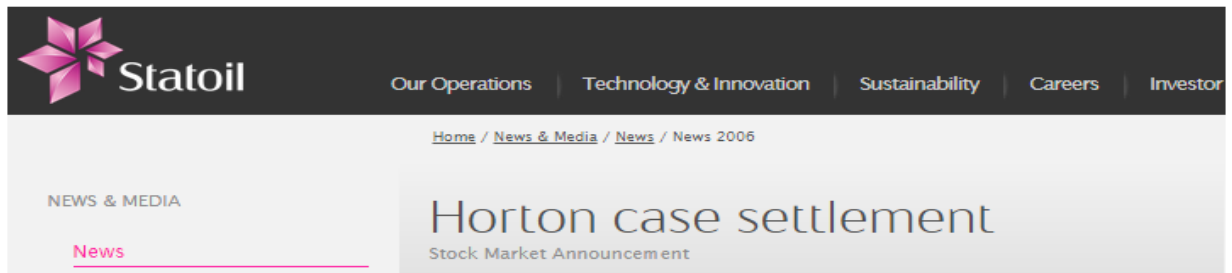 Statoil
Our Operations | Technology & Innovation | Sustainability | Careers | Investor
Home / News & Media / News / News 2006
NEWS & MEDIA
News
Horton case settlement
Stock Market Announcement